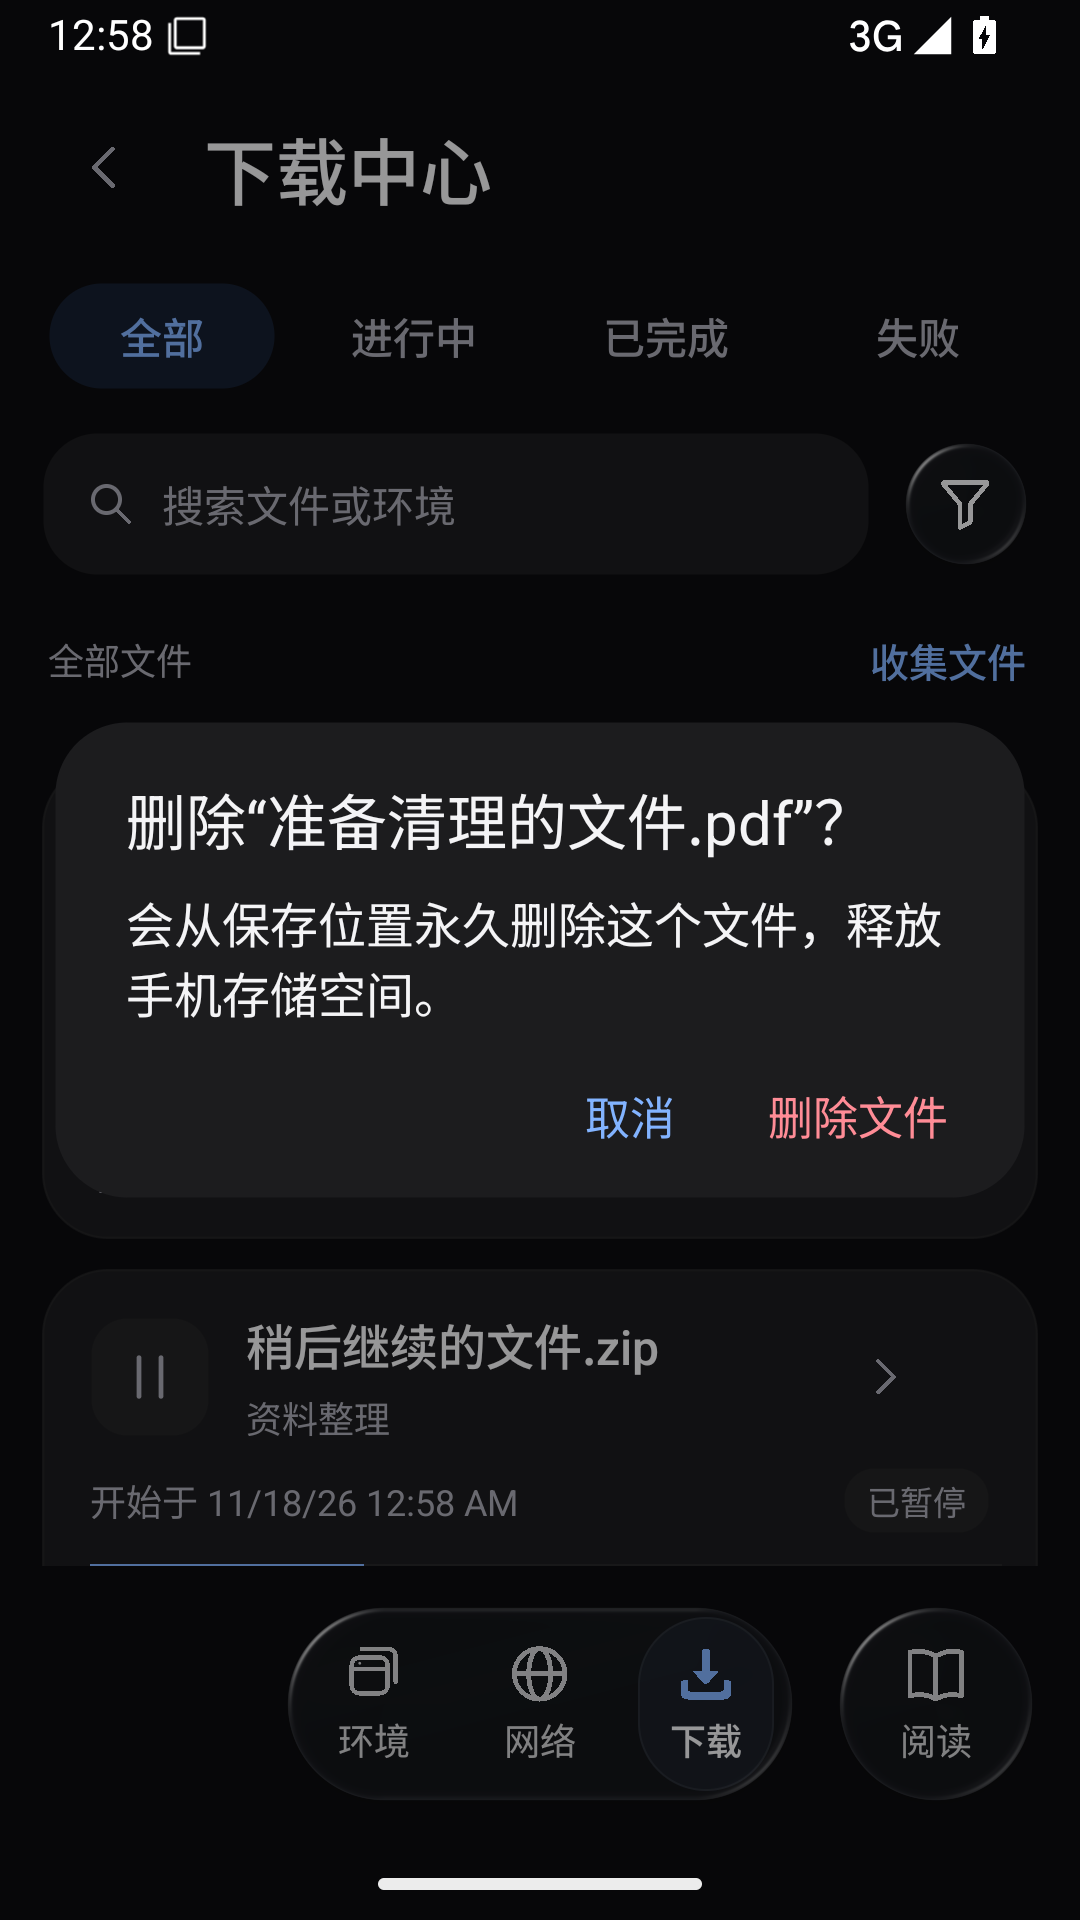 12:58
3G
下载中心
全部
进行中
已完成
失败
搜索文件或环境
全部文件
收集文件
删除“准备清理的文件.pdf”？
会从保存位置永久删除这个文件，释放
手机存储空间。
取消
删除文件
稍后继续的文件.zip
资料整理
开始于 11/18/26 12:58 AM
已暂停
环境
网络
下载
阅读